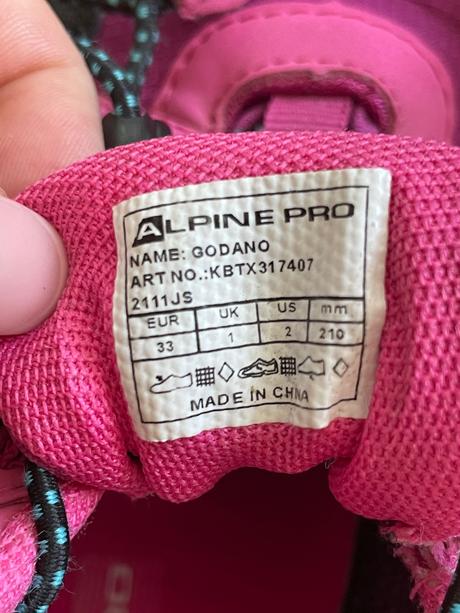 ALPINE PRO
NAME: GODANO
ART NO.:KBTX317407
2111JS
EUR UK US mm
33 1 2 210
MADE IN CHINA